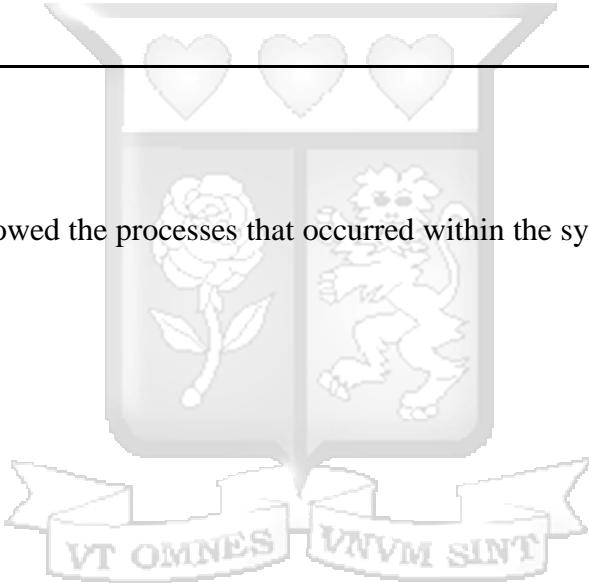 owed the processes that occurred within the sy
VT OMNES VNVM SINT